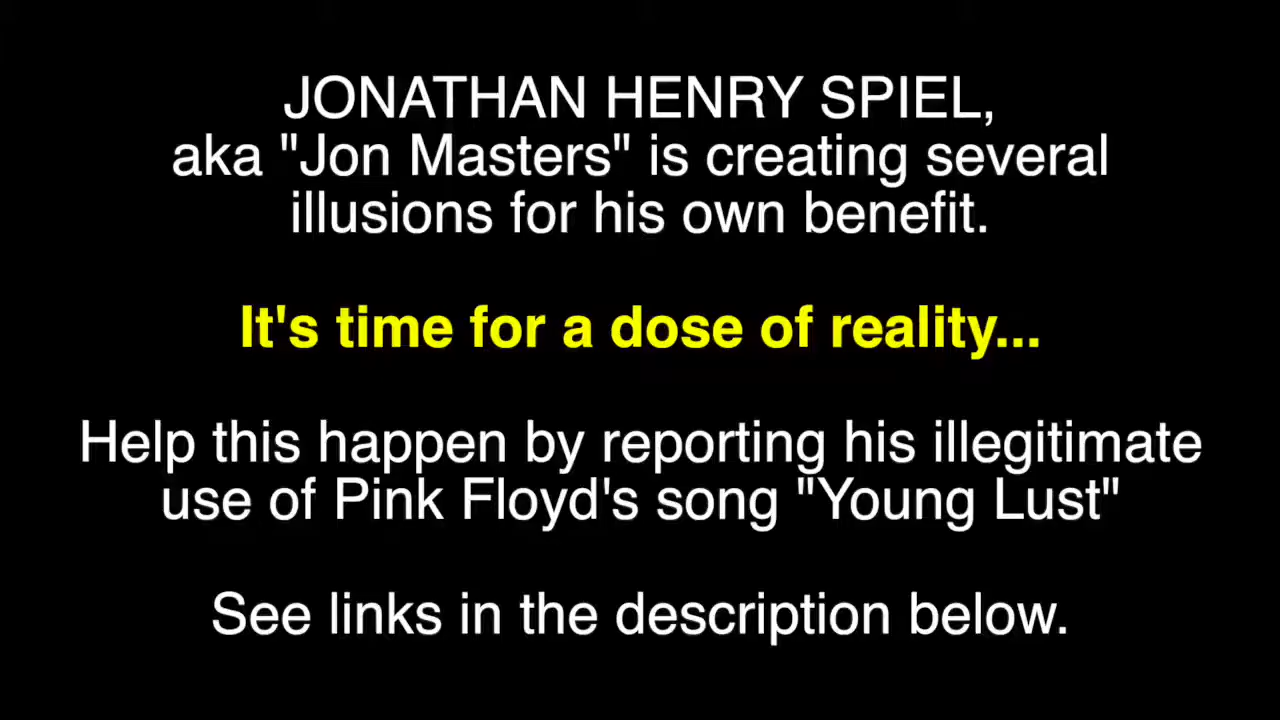 JONATHAN HENRY SPIEL,
aka "Jon Masters" is creating several
illusions for his own benefit.
It's time for a dose of reality...
Help this happen by reporting his illegitimate
use of Pink Floyd's song "Young Lust"
See links in the description below.